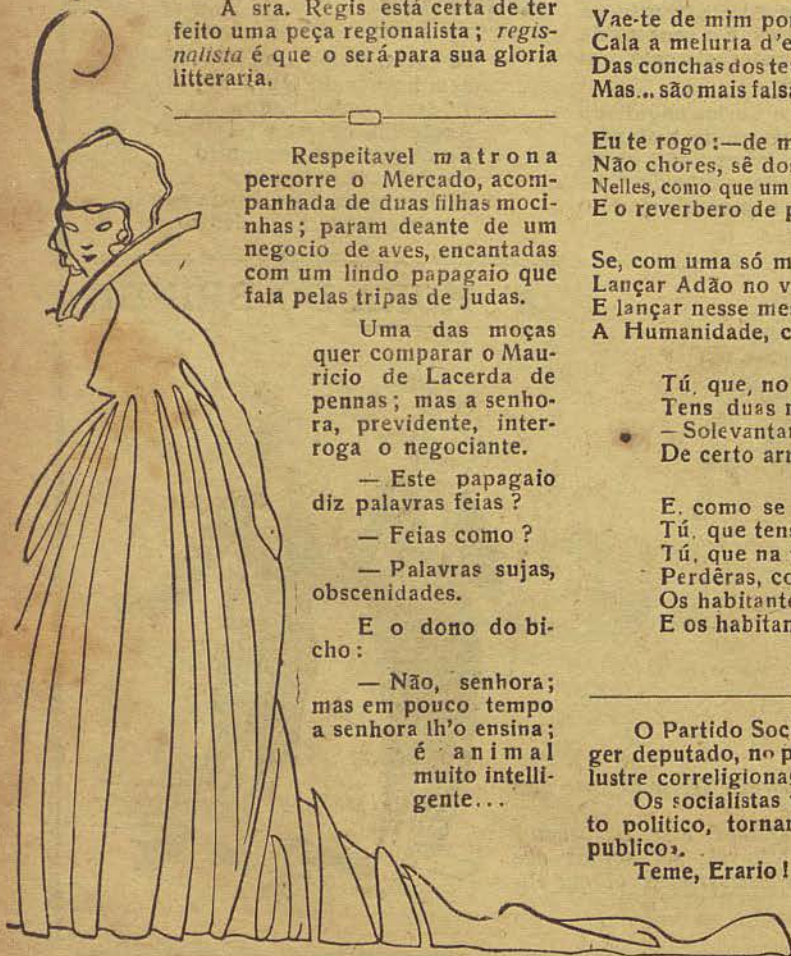 A sra. Regis está certa de ter
feito uma peça regionalista; regis-
nalista é que o será para sua gloria
litteraria.
Respeitavel matrona
percorre o Mercado, acom-
panhada de duas filhas moci-
nhas; param deante de um
negocio de aves, encantadas
com um lindo papagaio que
fala pelas tripas de Judas.
Uma das moças
quer comparar o Mau-
ricio de Lacerda de
pennas; mas a senho-
ra, previdente, inter-
roga o negociante.
— Este papagaio
diz palavras feias ?
— Feias como ?
— Palavras sujas,
obscenidades.
E o dono do bi-
cho:
— Não, senhora;
mas em pouco tempo
a senhora lh'o ensina;
é animal
muito intelli-
gente...
Vae-te de mim
Cala a meluria
Das conchas dos
Mas... são mais
Eu te rogo:—de
Não chores, sê
Nelles, como que um
E o reverbero de
Se, com uma só
Lançar Adão no
E lançar nesse
A Humanidade,
Tú, que, no
Tens duas
— Solevantar
De certo
E, como se
Tú, que
Tú, que na
Perdêras,
Os
E os
O Partido
ger deputado, no
lustre
Os socialistas
to politico,
publico».
Teme, Erario !